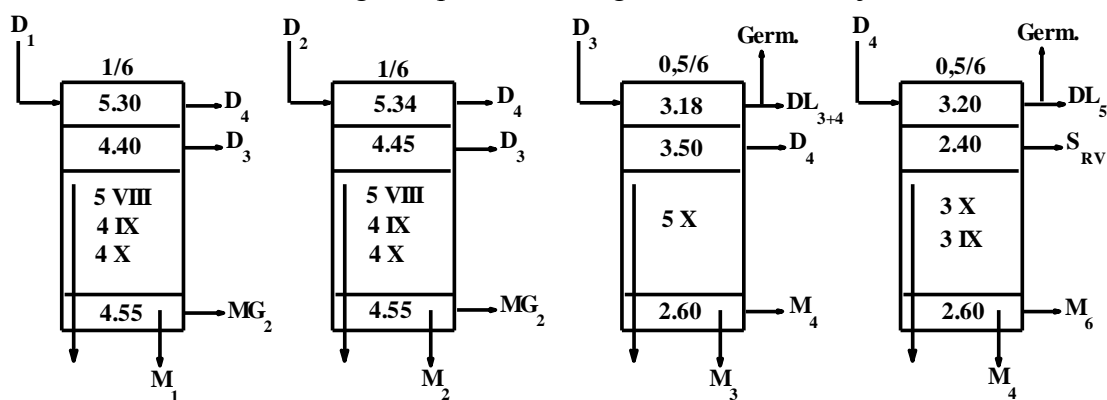 D₁
1/6
5.30
D₄
4.40
D₃
5 VIII
4 IX
4 X
4.55
MG₂
M₁
D₂
1/6
5.34
D₄
4.45
D₃
5 VIII
4 IX
4 X
4.55
MG₂
M₂
D₃
0,5/6
Germ.
3.18
DL₃₊₄
3.50
D₄
5 X
2.60
M₄
M₃
D₄
0,5/6
Germ.
3.20
DL₅
2.40
S_RV
3 X
3 IX
2.60
M₆
M₄